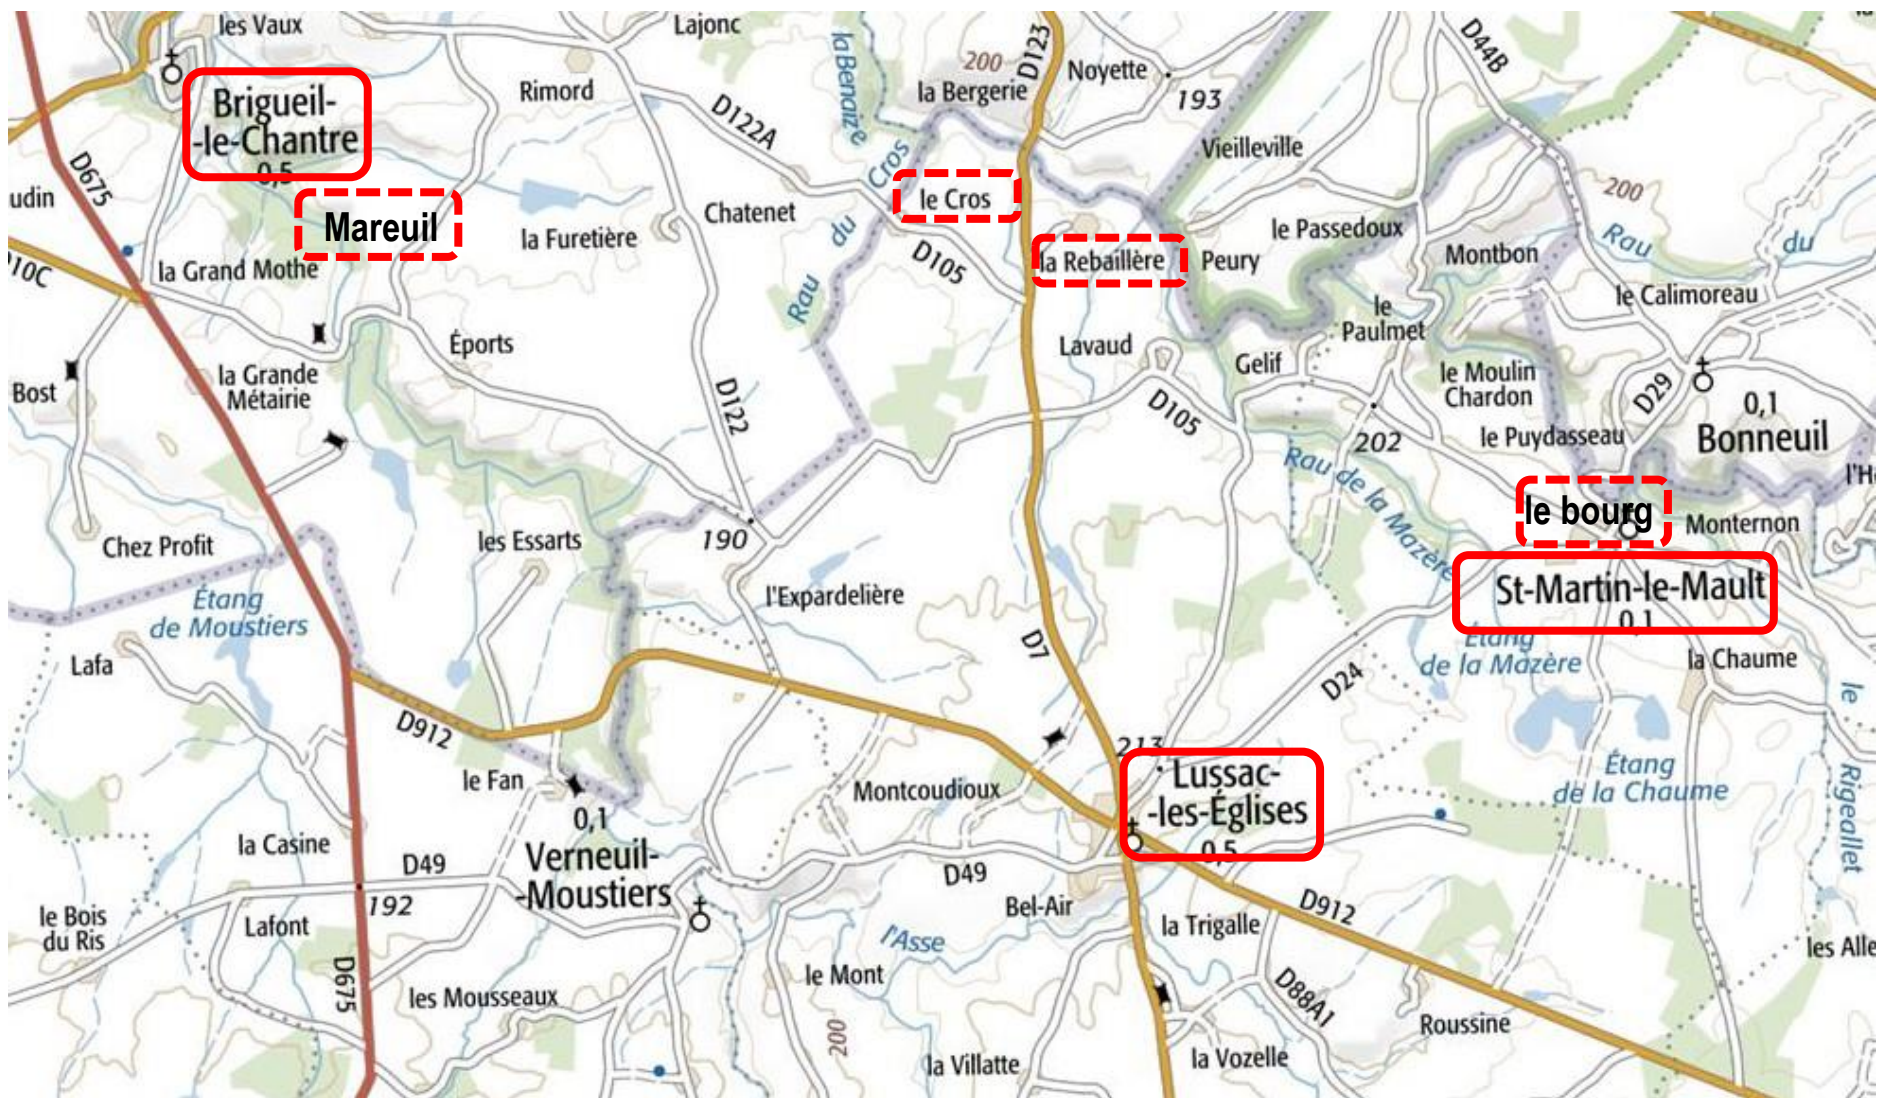 les Vaux
Lajonc
la Benaize
200
D123
Noyette
193
D44B
la Bergerie
Brigueil-
-le-Chantre
0,5
Rimord
D122A
Cros
du
Rau
Vieilleville
200
D675
udin
Mareuil
le Cros
Chatenet
la Furetière
le Passedoux
Rau
du
la Grand Mothe
10C
D105
la Rebaillère
Peury
Montbon
le Calimoreau
le
Paulmet
Éports
Lavaud
Gelif
la Grande
Métairie
Bost
D122
D105
le Moulin
Chardon
D29
0,1
Bonneuil
202
le Puydasseau
Rau de la Mazère
l'H
le bourg
Monternon
Chez Profit
les Essarts
190
Étang
de Moustiers
l'Expardelière
St-Martin-le-Mault
0,1
Lafa
D7
Étang
de la Mazère
la Chaume
D24
le
Rigeallet
D912
213
le Fan
Montcoudioux
Lussac-
-les-Églises
0,5
Étang
de la Chaume
0,1
Verneuil-
-Moustiers
la Casine
D49
D49
192
le Bois
du Ris
Lafont
Bel-Air
D912
la Trigalle
l'Asse
les Alle
D675
les Mousseaux
le Mont
D88A1
200
Roussine
la Villatte
la Vozelle